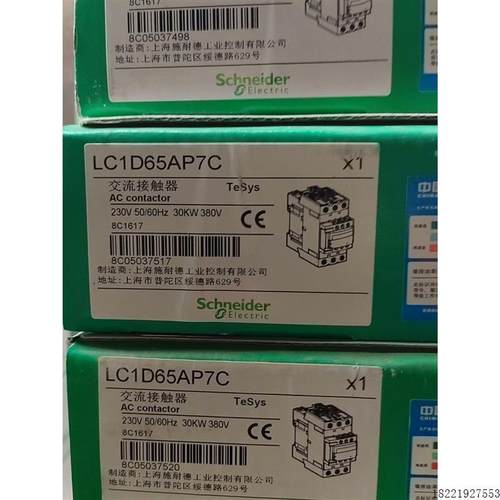 8C1617
8C05037498
制造商:上海施耐德工业控制有限公司
地址:上海市普陀区绥德路629号
Schneider
Electric
LC1D65AP7C x1
交流接触器 TeSys
AC contactor
230V 50/60Hz 30KW 380V
8C1617
CE
8C05037517
制造商:上海施耐德工业控制有限公司
地址:上海市普陀区绥德路629号
Schneider
Electric
LC1D65AP7C x1
交流接触器 TeSys
AC contactor
230V 50/60Hz 30KW 380V
8C1617
CE
8C05037520
制造商:上海施耐德工业控制有限公司
地址:上海市普陀区绥德路629号
18221927553